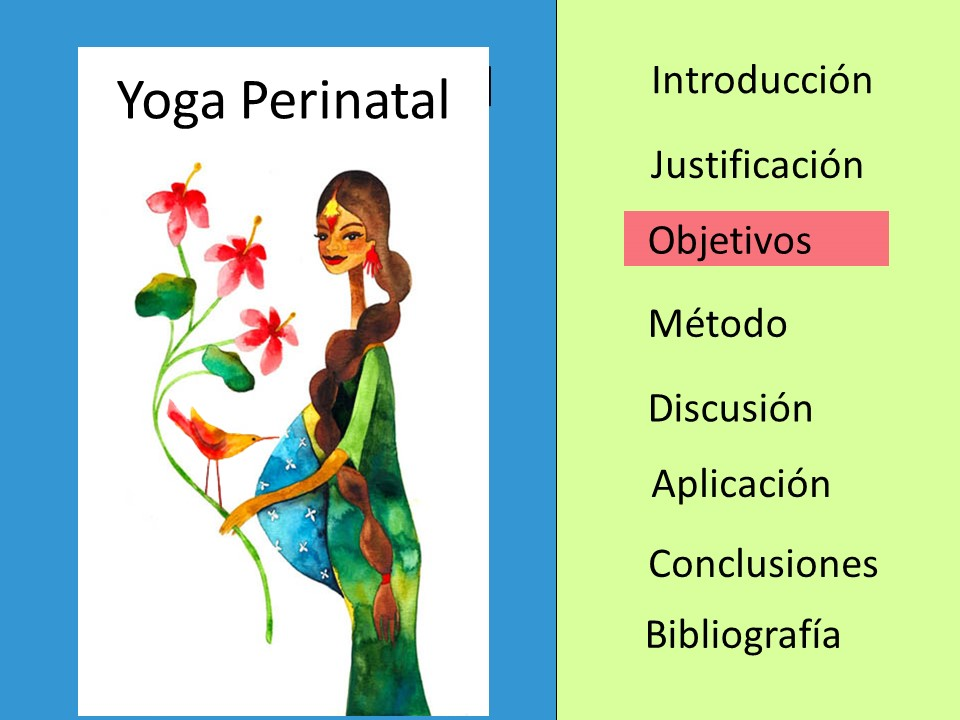 Yoga Perinatal
Introducción
Justificación
Objetivos
Método
Discusión
Aplicación
Conclusiones
Bibliografía